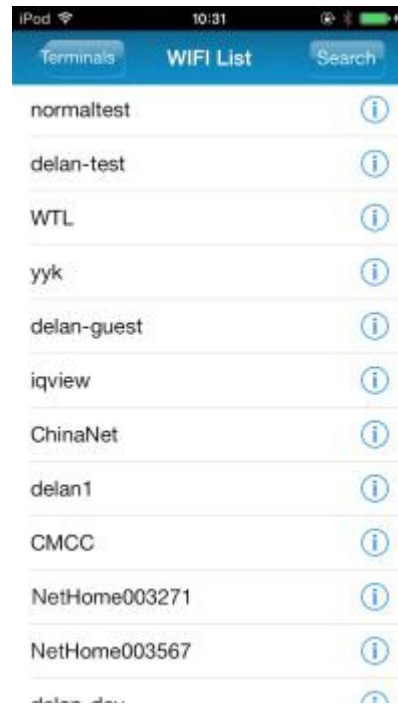 iPod 10:31
Terminals WIFI List Search
normaltest
delan-test
WTL
yyk
delan-guest
iqview
ChinaNet
delan1
CMCC
NetHome003271
NetHome003567